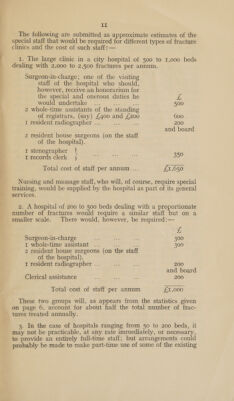 11
The following are submitted as approximate estimates of the
special staff that would be required for different types of fracture
clinics and the cost of such staff:—
1. The large clinic in a city hospital of 500 to 1,000 beds
dealing with 2,000 to 2,500 fractures per annum.
Surgeon-in-charge; one of the visiting
staff of the hospital who should,
however, receive an honorarium for
the special and onerous duties he £
would undertake ... ... ... 500
2 whole-time assistants of the standing
of registrars, (say) £400 and £200 600
1 resident radiographer ... ... ... 200
and board
2 resident house surgeons (on the staff
of the hospital).
1 stenographer }
1 records clerk } ... ... ... 350
Total cost of staff per annum ... £1,650
Nursing and massage staff, who will, of course, require special
training, would be supplied by the hospital as part of its general
services.
2. A hospital of 200 to 500 beds dealing with a proportionate
number of fractures would require a similar staff but on a
smaller scale. There would, however, be required:—
£
Surgeon-in-charge ... ... ... 300
1 whole-time assistant ... ... ... 300
2 resident house surgeons (on the staff
of the hospital).
1 resident radiographer ... ... ... 200
and board
Clerical assistance ... ... ... 200
Total cost of staff per annum £1,000
These two groups will, as appears from the statistics given
on page 6, account for about half the total number of frac-
tures treated annually.
3. In the case of hospitals ranging from 50 to 200 beds, it
may not be practicable, at any rate immediately, or necessary,
to provide an entirely full-time staff; but arrangements could
probably be made to make part-time use of some of the existing